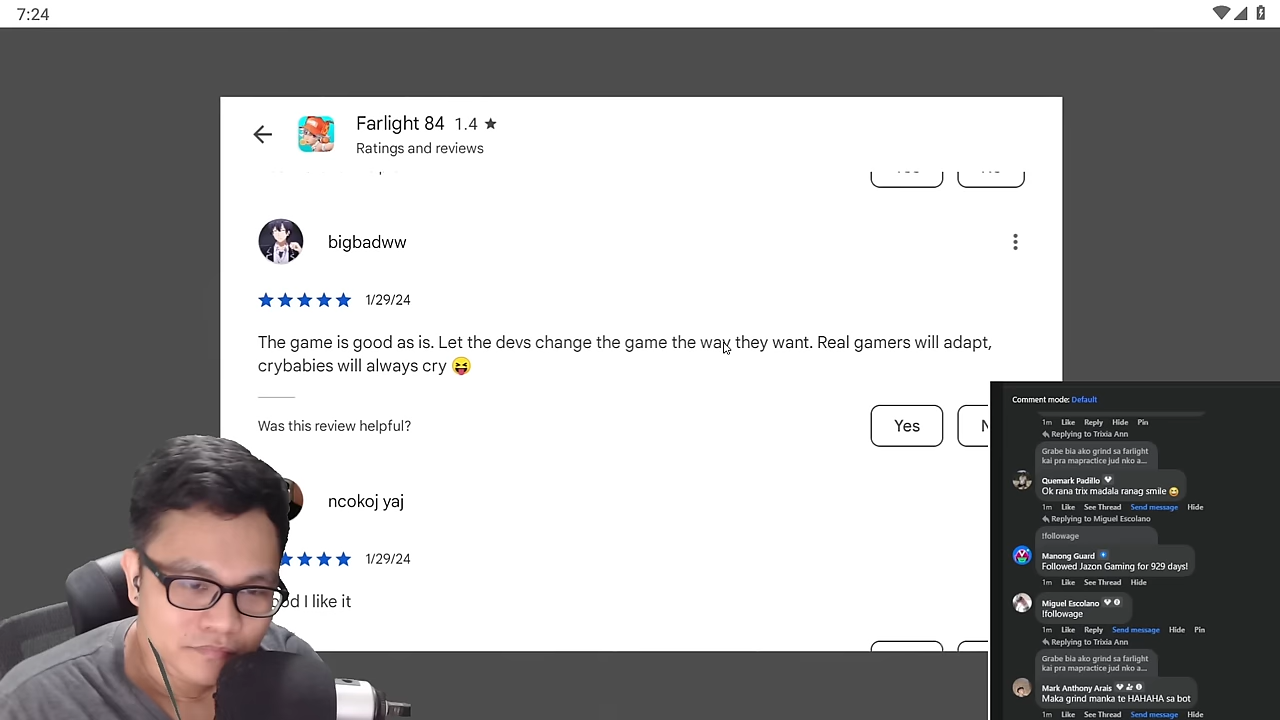 7:24
Farlight 84 1.4 ★
Ratings and reviews
bigbadww
1/29/24
The game is good as is. Let the devs change the game the way they want. Real gamers will adapt,
crybabies will always cry 😝
Was this review helpful?
Yes
ncokoj yaj
1/29/24
I like it
Comment mode: Default
1m Like Reply Hide Pin
Replying to Trixia Ann
Grabe bia ako grind sa farlight
kai pra mapractice jud nko a...
Quemark Padillo
Ok rana trix madala ranag smile 😆
1m Like See Thread Send message Hide
Replying to Miguel Escolano
!followage
Manong Guard
Followed Jazon Gaming for 929 days!
1m Like See Thread Hide
Miguel Escolano
!followage
1m Like Reply Send message Hide Pin
Replying to Trixia Ann
Grabe bia ako grind sa farlight
kai pra mapractice jud nko a...
Mark Anthony Arais
Maka grind manka te HAHAHA sa bot
1m Like See Thread Send message Hide